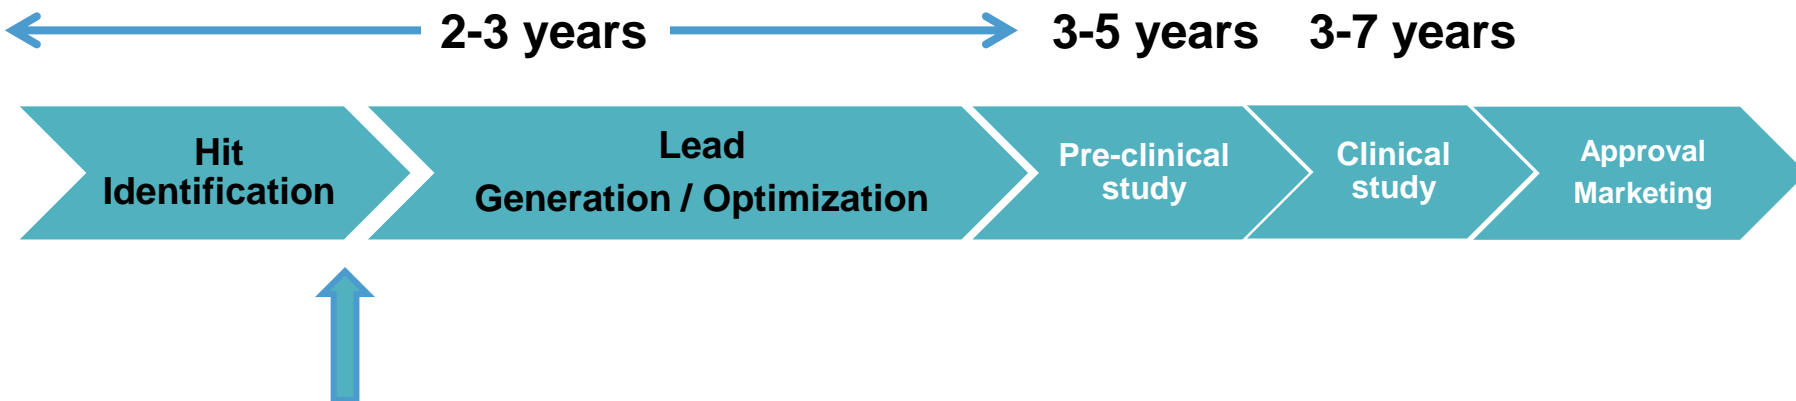 2-3 years 3-5 years 3-7 years
Hit
Identification
Lead
Generation / Optimization
Pre-clinical
study
Clinical
study
Approval
Marketing